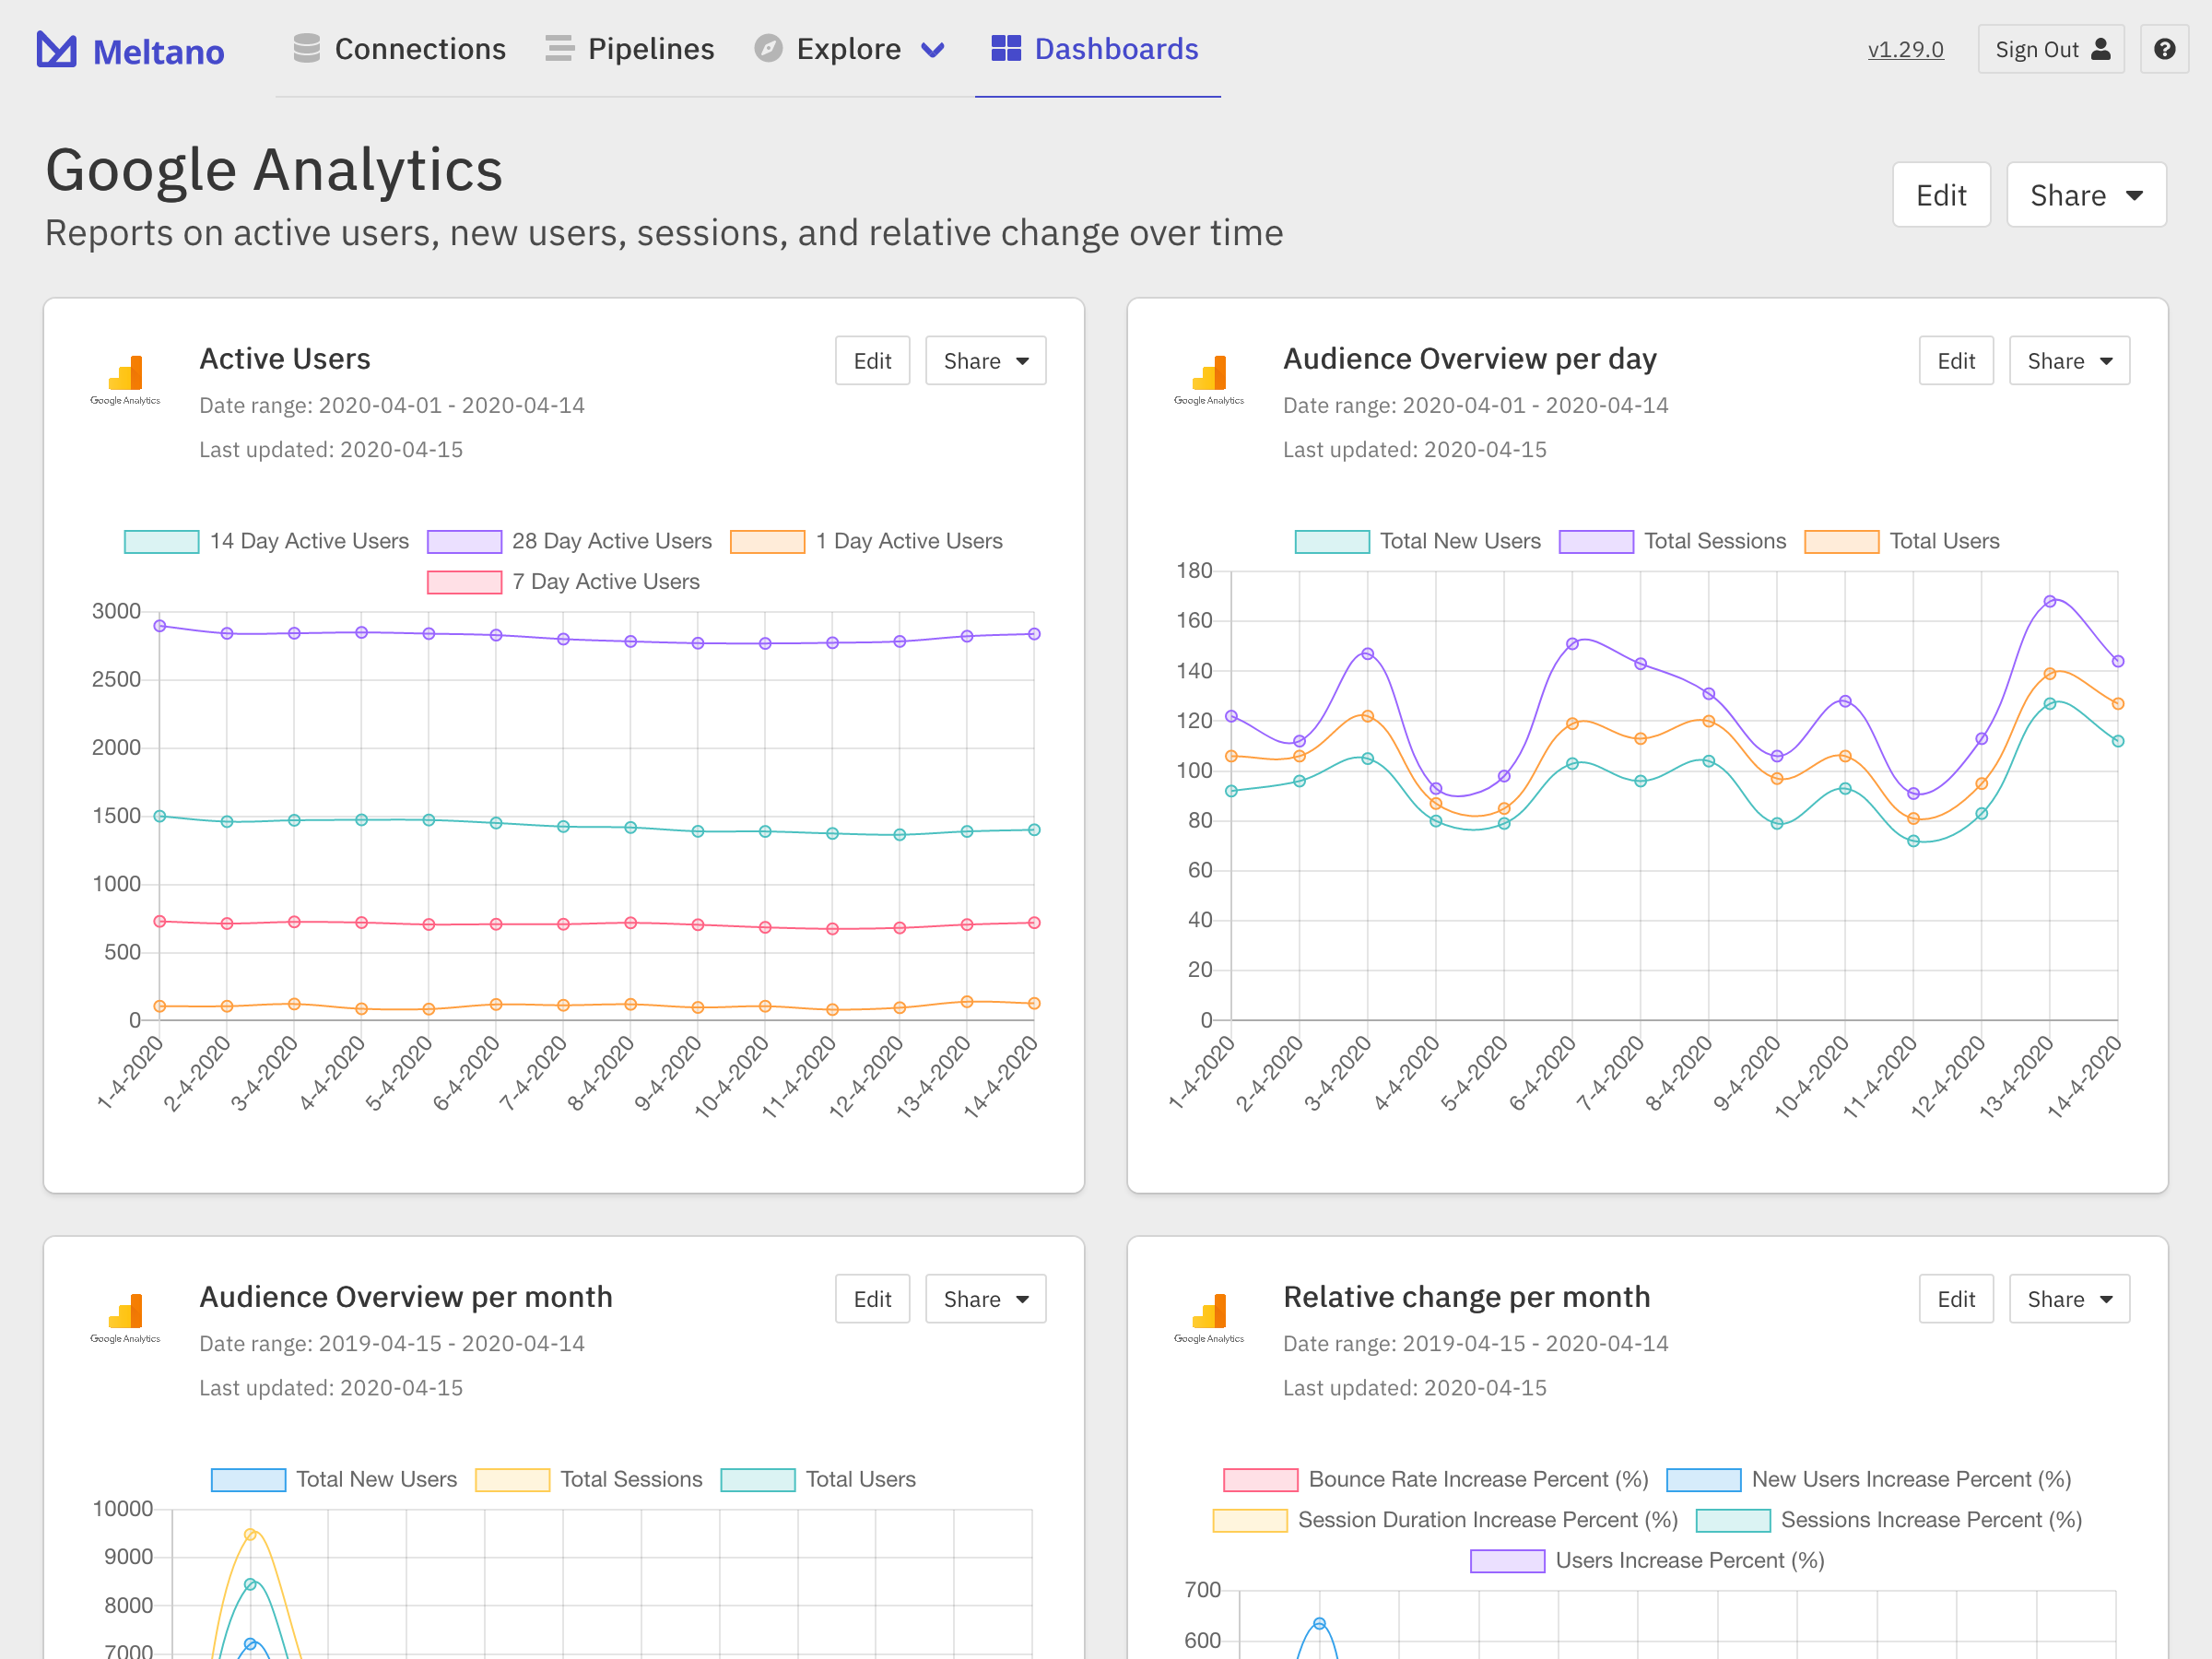 Meltano
Connections
Pipelines
Explore
Dashboards
v1.29.0
Sign Out
?
Google Analytics
Reports on active users, new users, sessions, and relative change over time
Edit
Share
Google Analytics
Active Users
Date range: 2020-04-01 - 2020-04-14
Last updated: 2020-04-15
Edit
Share
14 Day Active Users
28 Day Active Users
1 Day Active Users
7 Day Active Users
3000
2500
2000
1500
1000
500
0
1-4-2020
2-4-2020
3-4-2020
4-4-2020
5-4-2020
6-4-2020
7-4-2020
8-4-2020
9-4-2020
10-4-2020
11-4-2020
12-4-2020
13-4-2020
14-4-2020
Google Analytics
Audience Overview per day
Date range: 2020-04-01 - 2020-04-14
Last updated: 2020-04-15
Edit
Share
Total New Users
Total Sessions
Total Users
180
160
140
120
100
80
60
40
20
0
1-4-2020
2-4-2020
3-4-2020
4-4-2020
5-4-2020
6-4-2020
7-4-2020
8-4-2020
9-4-2020
10-4-2020
11-4-2020
12-4-2020
13-4-2020
14-4-2020
Google Analytics
Audience Overview per month
Date range: 2019-04-15 - 2020-04-14
Last updated: 2020-04-15
Edit
Share
Total New Users
Total Sessions
Total Users
10000
9000
8000
7000
Google Analytics
Relative change per month
Date range: 2019-04-15 - 2020-04-14
Last updated: 2020-04-15
Edit
Share
Bounce Rate Increase Percent (%)
New Users Increase Percent (%)
Session Duration Increase Percent (%)
Sessions Increase Percent (%)
Users Increase Percent (%)
700
600